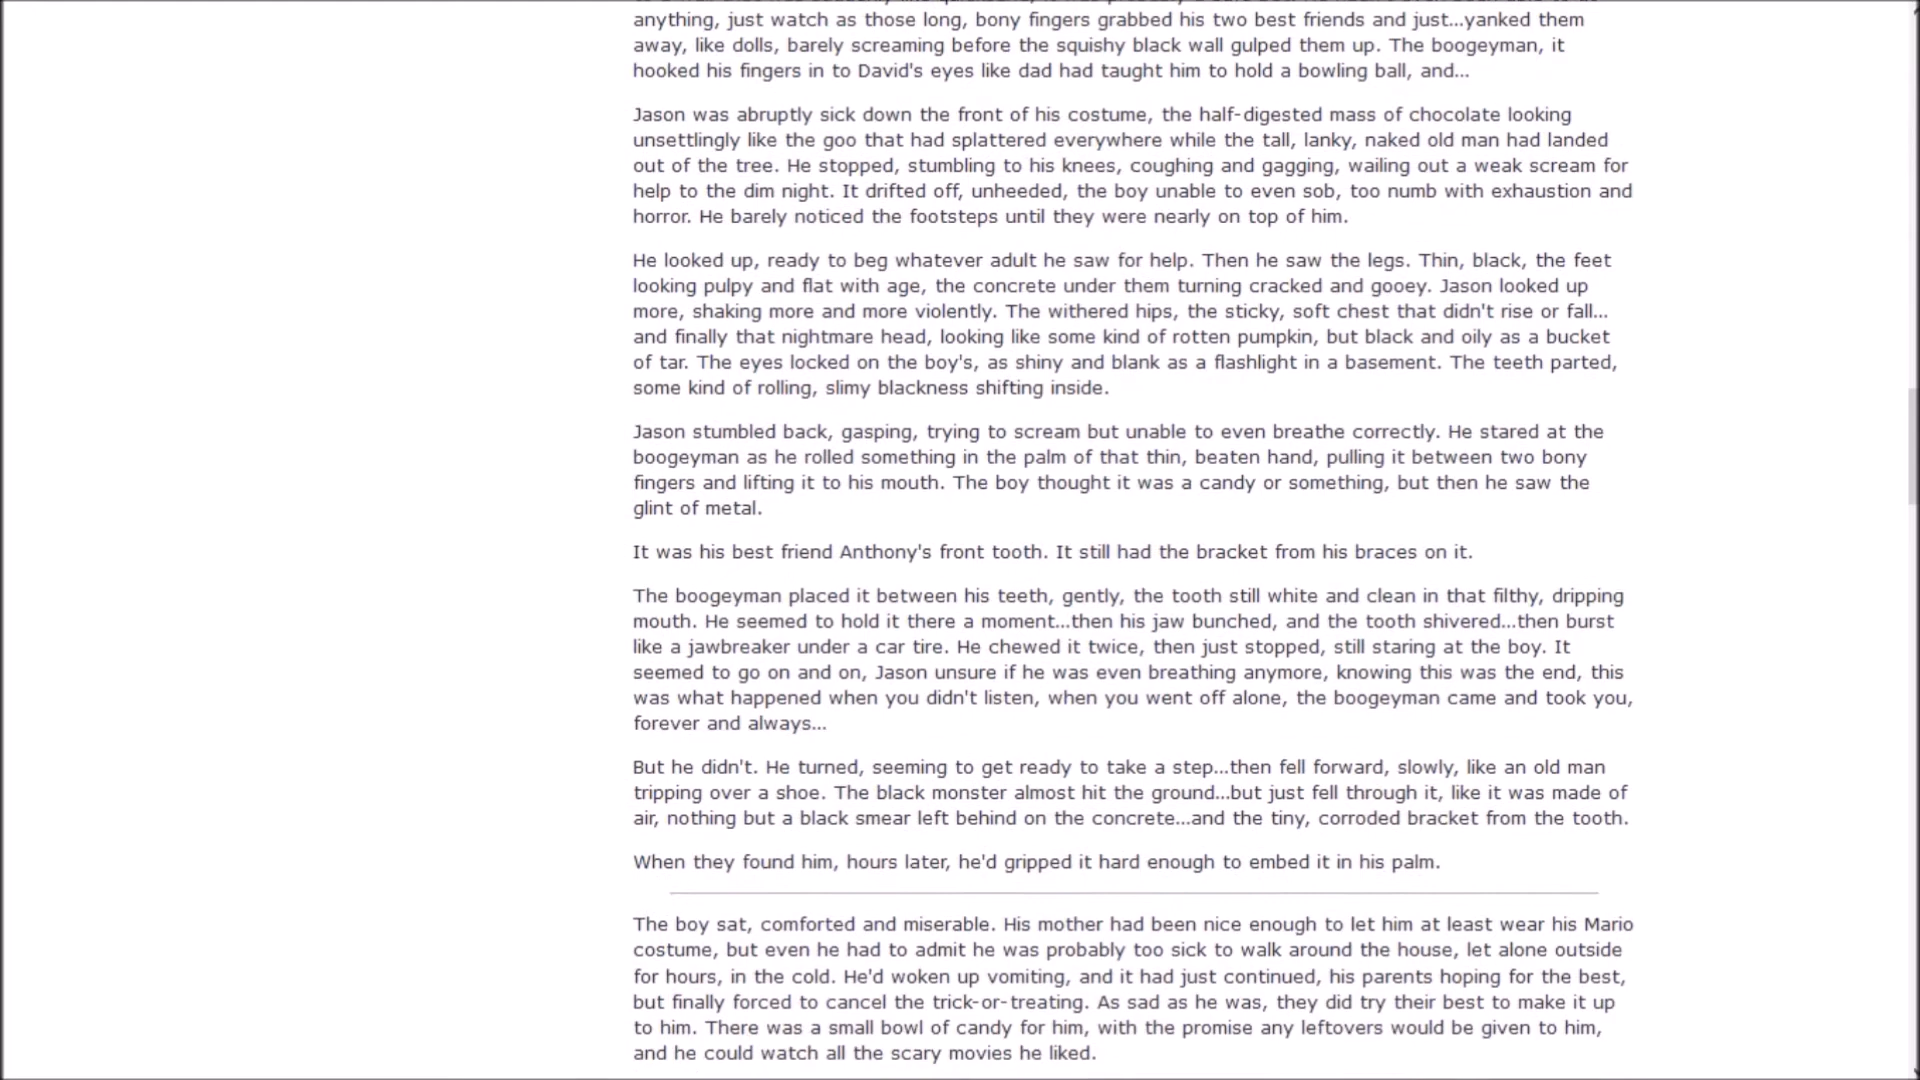 anything, just watch as those long, bony fingers grabbed his two best friends and just...yanked them
away, like dolls, barely screaming before the squishy black wall gulped them up. The boogeyman, it
hooked his fingers in to David's eyes like dad had taught him to hold a bowling ball, and...
Jason was abruptly sick down the front of his costume, the half-digested mass of chocolate looking
unsettlingly like the goo that had splattered everywhere while the tall, lanky, naked old man had landed
out of the tree. He stopped, stumbling to his knees, coughing and gagging, wailing out a weak scream for
help to the dim night. It drifted off, unheeded, the boy unable to even sob, too numb with exhaustion and
horror. He barely noticed the footsteps until they were nearly on top of him.
He looked up, ready to beg whatever adult he saw for help. Then he saw the legs. Thin, black, the feet
looking pulpy and flat with age, the concrete under them turning cracked and gooey. Jason looked up
more, shaking more and more violently. The withered hips, the sticky, soft chest that didn't rise or fall...
and finally that nightmare head, looking like some kind of rotten pumpkin, but black and oily as a bucket
of tar. The eyes locked on the boy's, as shiny and blank as a flashlight in a basement. The teeth parted,
some kind of rolling, slimy blackness shifting inside.
Jason stumbled back, gasping, trying to scream but unable to even breathe correctly. He stared at the
boogeyman as he rolled something in the palm of that thin, beaten hand, pulling it between two bony
fingers and lifting it to his mouth. The boy thought it was a candy or something, but then he saw the
glint of metal.
It was his best friend Anthony's front tooth. It still had the bracket from his braces on it.
The boogeyman placed it between his teeth, gently, the tooth still white and clean in that filthy, dripping
mouth. He seemed to hold it there a moment...then his jaw bunched, and the tooth shivered...then burst
like a jawbreaker under a car tire. He chewed it twice, then just stopped, still staring at the boy. It
seemed to go on and on, Jason unsure if he was even breathing anymore, knowing this was the end, this
was what happened when you didn't listen, when you went off alone, the boogeyman came and took you,
forever and always...
But he didn't. He turned, seeming to get ready to take a step...then fell forward, slowly, like an old man
tripping over a shoe. The black monster almost hit the ground...but just fell through it, like it was made of
air, nothing but a black smear left behind on the concrete...and the tiny, corroded bracket from the tooth.
When they found him, hours later, he'd gripped it hard enough to embed it in his palm.
The boy sat, comforted and miserable. His mother had been nice enough to let him at least wear his Mario
costume, but even he had to admit he was probably too sick to walk around the house, let alone outside
for hours, in the cold. He'd woken up vomiting, and it had just continued, his parents hoping for the best,
but finally forced to cancel the trick-or-treating. As sad as he was, they did try their best to make it up
to him. There was a small bowl of candy for him, with the promise any leftovers would be given to him,
and he could watch all the scary movies he liked.